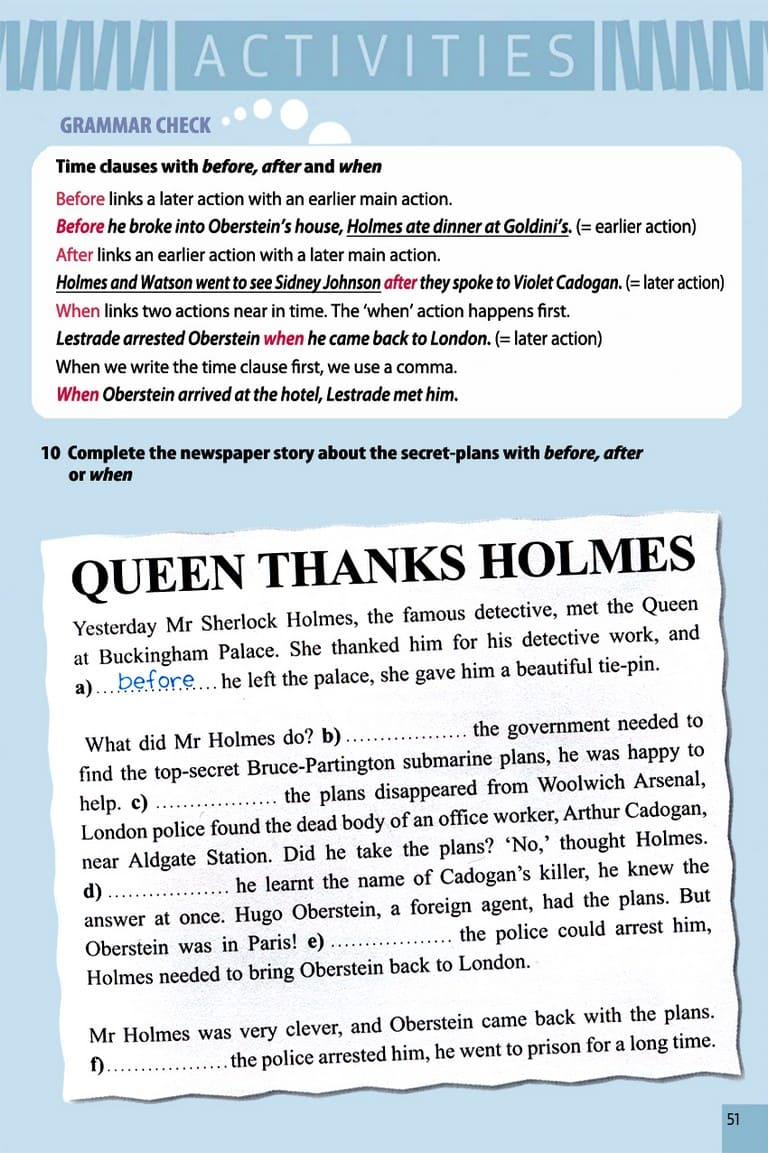 ACTIVITIES
GRAMMAR CHECK
Time clauses with before, after and when
Before links a later action with an earlier main action.
Before he broke into Oberstein's house, Holmes ate dinner at Goldini's. (= earlier action)
After links an earlier action with a later main action.
Holmes and Watson went to see Sidney Johnson after they spoke to Violet Cadogan. (= later action)
When links two actions near in time. The 'when' action happens first.
Lestrade arrested Oberstein when he came back to London. (= later action)
When we write the time clause first, we use a comma.
When Oberstein arrived at the hotel, Lestrade met him.
10 Complete the newspaper story about the secret-plans with before, after
or when
QUEEN THANKS HOLMES
Yesterday Mr Sherlock Holmes, the famous detective, met the Queen
at Buckingham Palace. She thanked him for his detective work, and
a) ...before... he left the palace, she gave him a beautiful tie-pin.
What did Mr Holmes do? b) .................. the government needed to
find the top-secret Bruce-Partington submarine plans, he was happy to
help. c) .................. the plans disappeared from Woolwich Arsenal,
London police found the dead body of an office worker, Arthur Cadogan,
near Aldgate Station. Did he take the plans? 'No,' thought Holmes.
d) .................. he learnt the name of Cadogan's killer, he knew the
answer at once. Hugo Oberstein, a foreign agent, had the plans. But
Oberstein was in Paris! e) .................. the police could arrest him,
Holmes needed to bring Oberstein back to London.
Mr Holmes was very clever, and Oberstein came back with the plans.
f).................. the police arrested him, he went to prison for a long time.
51